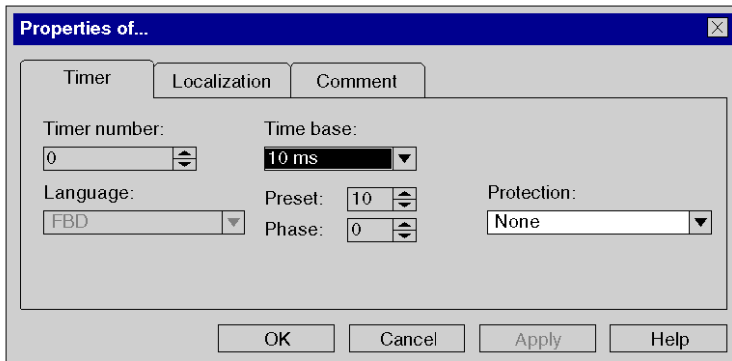 Properties of...
Timer Localization Comment
Timer number: Time base:
0 10 ms
Language: Preset: 10 Protection:
FBD Phase: 0 None
OK Cancel Apply Help